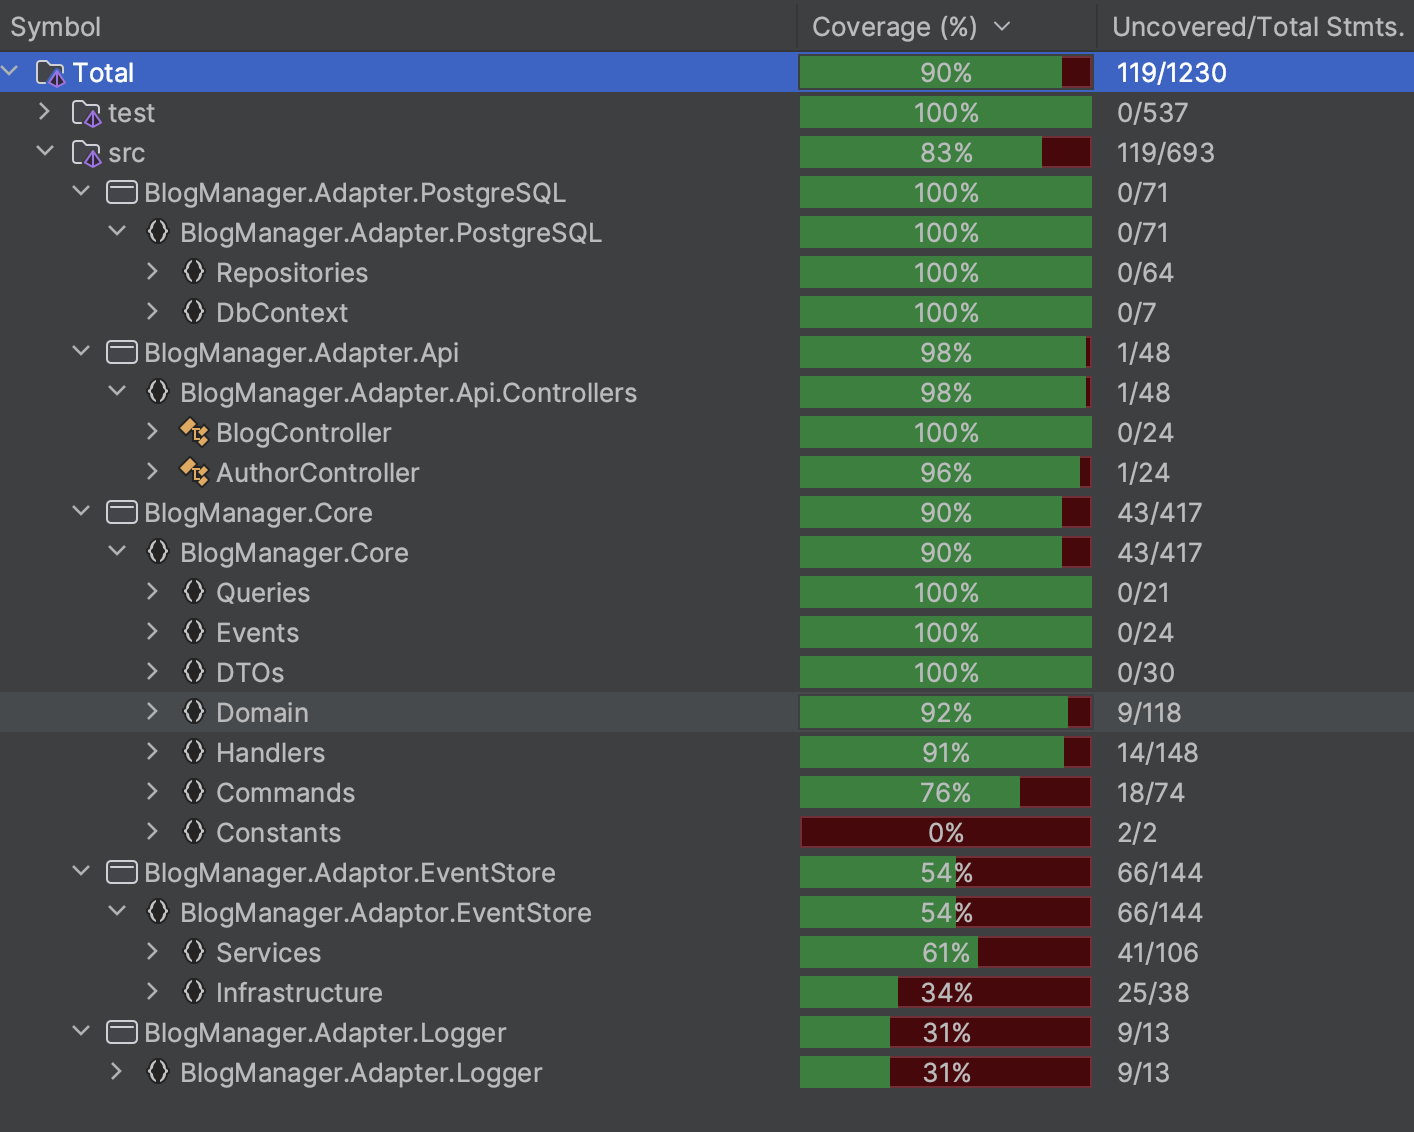 Symbol Coverage (%) Uncovered/Total Stmts.
Total 90% 119/1230
test 100% 0/537
src 83% 119/693
BlogManager.Adapter.PostgreSQL 100% 0/71
BlogManager.Adapter.PostgreSQL 100% 0/71
Repositories 100% 0/64
DbContext 100% 0/7
BlogManager.Adapter.Api 98% 1/48
BlogManager.Adapter.Api.Controllers 98% 1/48
BlogController 100% 0/24
AuthorController 96% 1/24
BlogManager.Core 90% 43/417
BlogManager.Core 90% 43/417
Queries 100% 0/21
Events 100% 0/24
DTOs 100% 0/30
Domain 92% 9/118
Handlers 91% 14/148
Commands 76% 18/74
Constants 0% 2/2
BlogManager.Adaptor.EventStore 54% 66/144
BlogManager.Adaptor.EventStore 54% 66/144
Services 61% 41/106
Infrastructure 34% 25/38
BlogManager.Adapter.Logger 31% 9/13
BlogManager.Adapter.Logger 31% 9/13